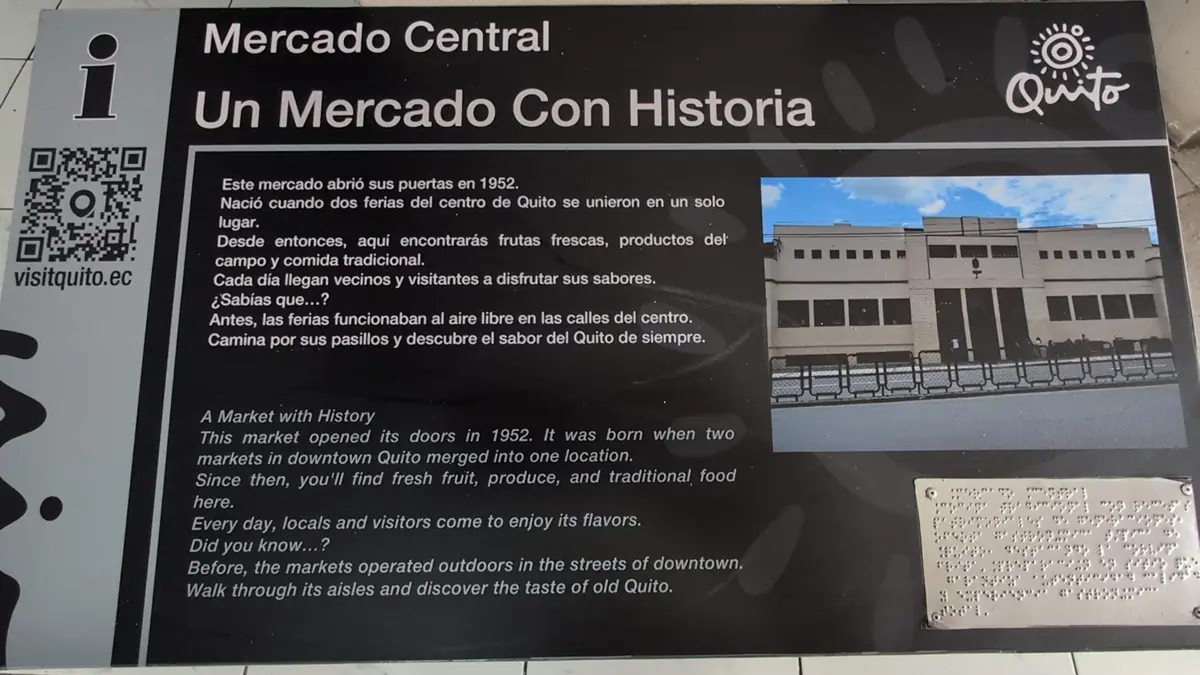 Mercado Central
Un Mercado Con Historia
Quito
visitquito.ec
Este mercado abrió sus puertas en 1952.
Nació cuando dos ferias del centro de Quito se unieron en un solo
lugar.
Desde entonces, aquí encontrarás frutas frescas, productos del
campo y comida tradicional.
Cada día llegan vecinos y visitantes a disfrutar sus sabores.
¿Sabías que...?
Antes, las ferias funcionaban al aire libre en las calles del centro.
Camina por sus pasillos y descubre el sabor del Quito de siempre.
A Market with History
This market opened its doors in 1952. It was born when two
markets in downtown Quito merged into one location.
Since then, you'll find fresh fruit, produce, and traditional food
here.
Every day, locals and visitors come to enjoy its flavors.
Did you know...?
Before, the markets operated outdoors in the streets of downtown.
Walk through its aisles and discover the taste of old Quito.